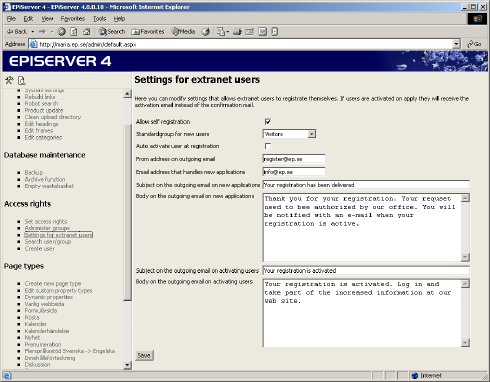 EPiServer 4 - EPiServer 4.0.0.18 - Microsoft Internet Explorer
File Edit View Favorites Tools Help
Back Search Favorites Media
Address http://maria.ep.se/admin/default.aspx Go
EPISERVER 4
System settings
Rebuild links
Robot search
Product update
Clean upload directory
Edit headings
Edit frames
Edit categories
Database maintenance
Backup
Archive function
Empty wastebasket
Access rights
Set access rights
Administer groups
Settings for extranet users
Search user/group
Create user
Page types
Create new page type
Edit custom property types
Dynamic properties
Vanlig webbsida
Formulärsida
Rösta
Kalender
Kalenderhändelse
Nyhet
Prenumeration
Flerspråkstöd Svenska -> Engelska
Innehållsförteckning
Diskussion
Settings for extranet users
Here you can modify settings that allows extranet users to registrate themselves. If users are activated on apply they will receive the
activation email instead of the confirmation mail.
Allow self registration
Standardgroup for new users Visitors
Auto activate user at registration
From address on outgoing email register@ep.se
Email address that handles new applications info@ep.se
Subject on the outgoing email on new applications Your registration has been delivered
Body on the outgoing email on new applications
Thank you for your registration. Your requset
need to bee authorized by our office. You will
be notified with an e-mail when your
registration is active.
Subject on the outgoing email on activating users Your registration is activated
Body on the outgoing email on activating users
Your registration is activated. Log in and
take part of the increased information at our
web site.
Save
Internet